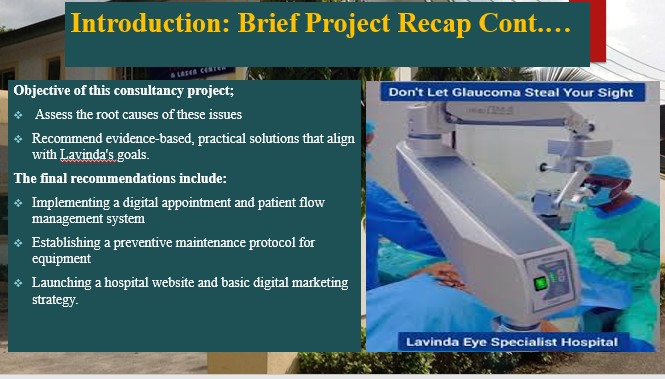 Introduction: Brief Project Recap Cont.…
& LASER CENTRE
Objective of this consultancy project;
Assess the root causes of these issues
Recommend evidence-based, practical solutions that align
with Lavinda's goals.
The final recommendations include:
Implementing a digital appointment and patient flow
management system
Establishing a preventive maintenance protocol for
equipment
Launching a hospital website and basic digital marketing
strategy.
Don't Let Glaucoma Steal Your Sight
Lavinda Eye Specialist Hospital